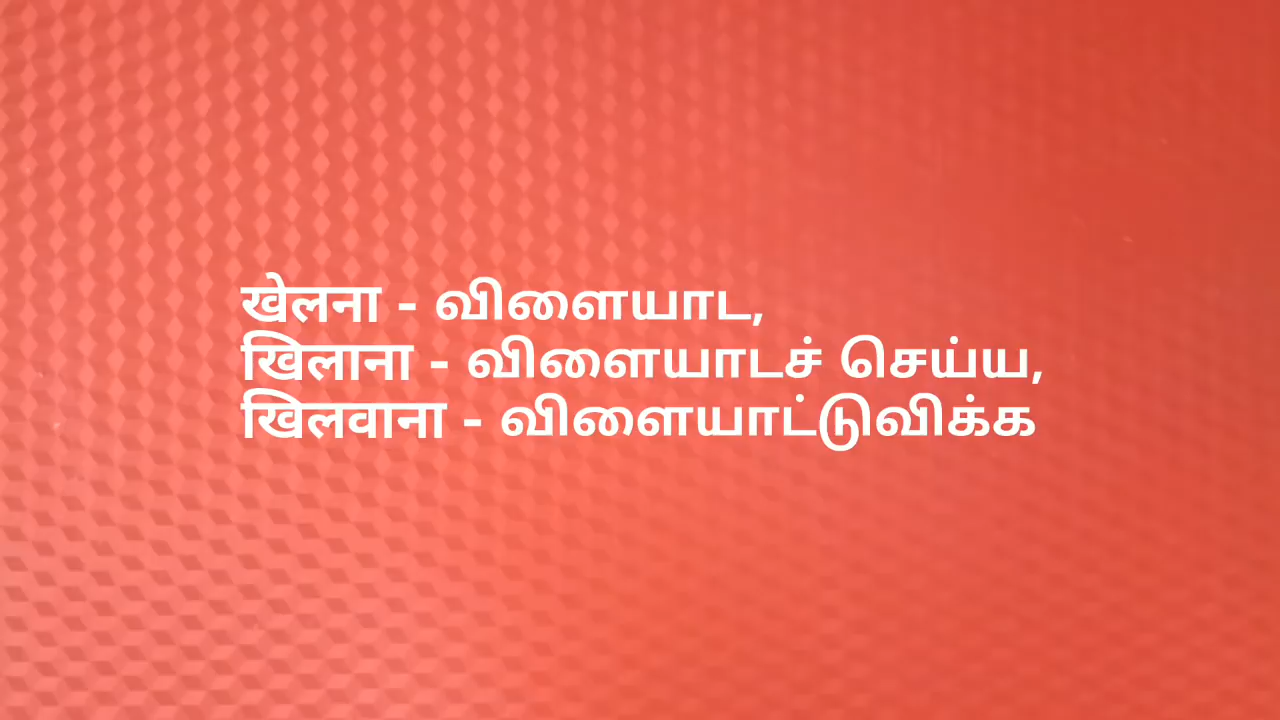 खेलना - விளையாட,
खिलाना - விளையாடச் செய்ய,
खिलवाना - விளையாட்டுவிக்க